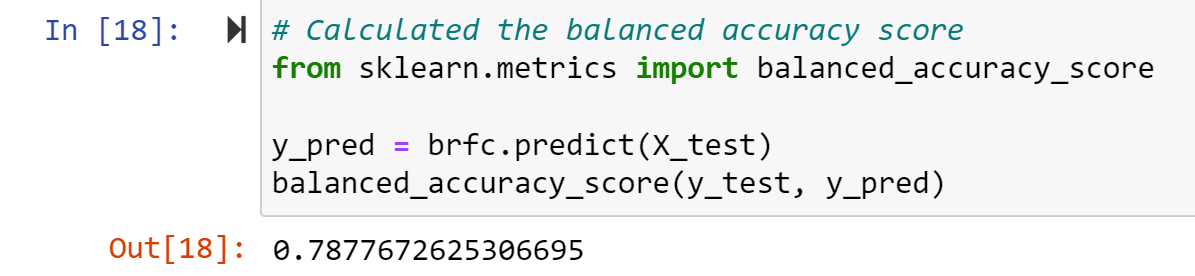 In [18]:
# Calculated the balanced accuracy score
from sklearn.metrics import balanced_accuracy_score
y_pred = brfc.predict(X_test)
balanced_accuracy_score(y_test, y_pred)
Out[18]: 0.7877672625306695